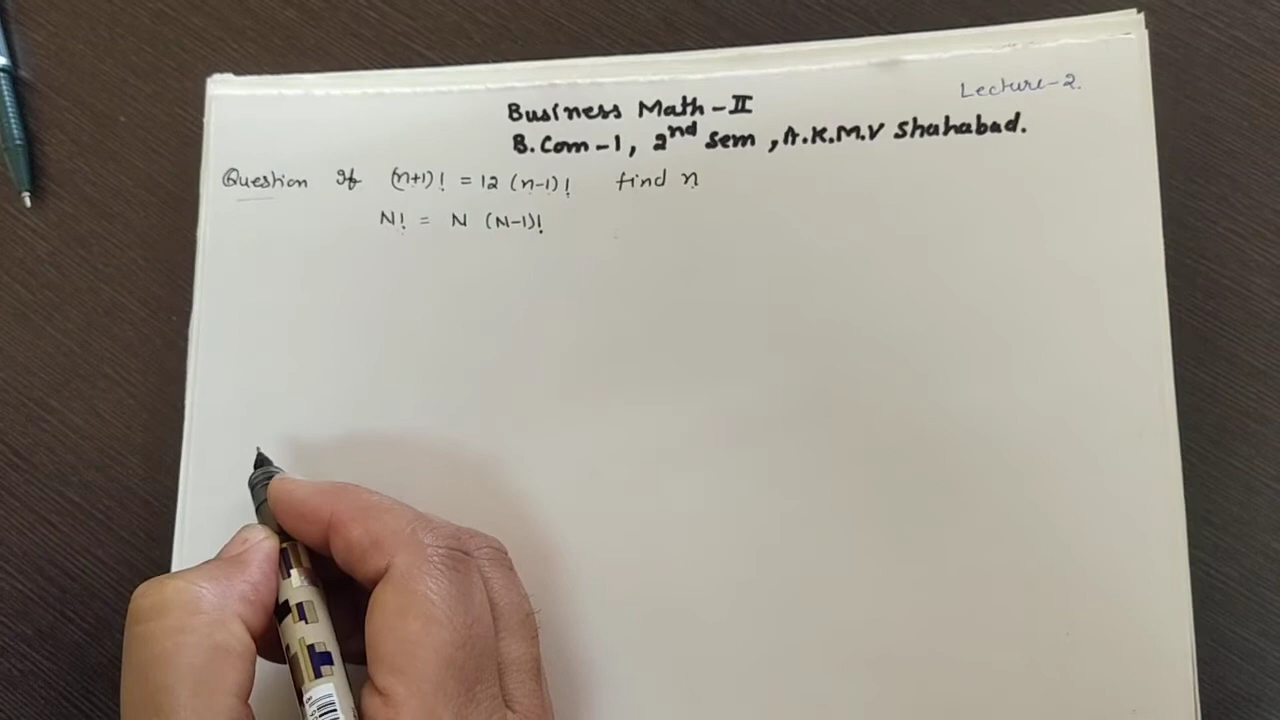 Lecture-2.
Business Math-II
B.Com-1, 2nd sem, A.K.M.V Shahabad.
Question If (n+1)! = 12 (n-1)! find n
N! = N (N-1)!